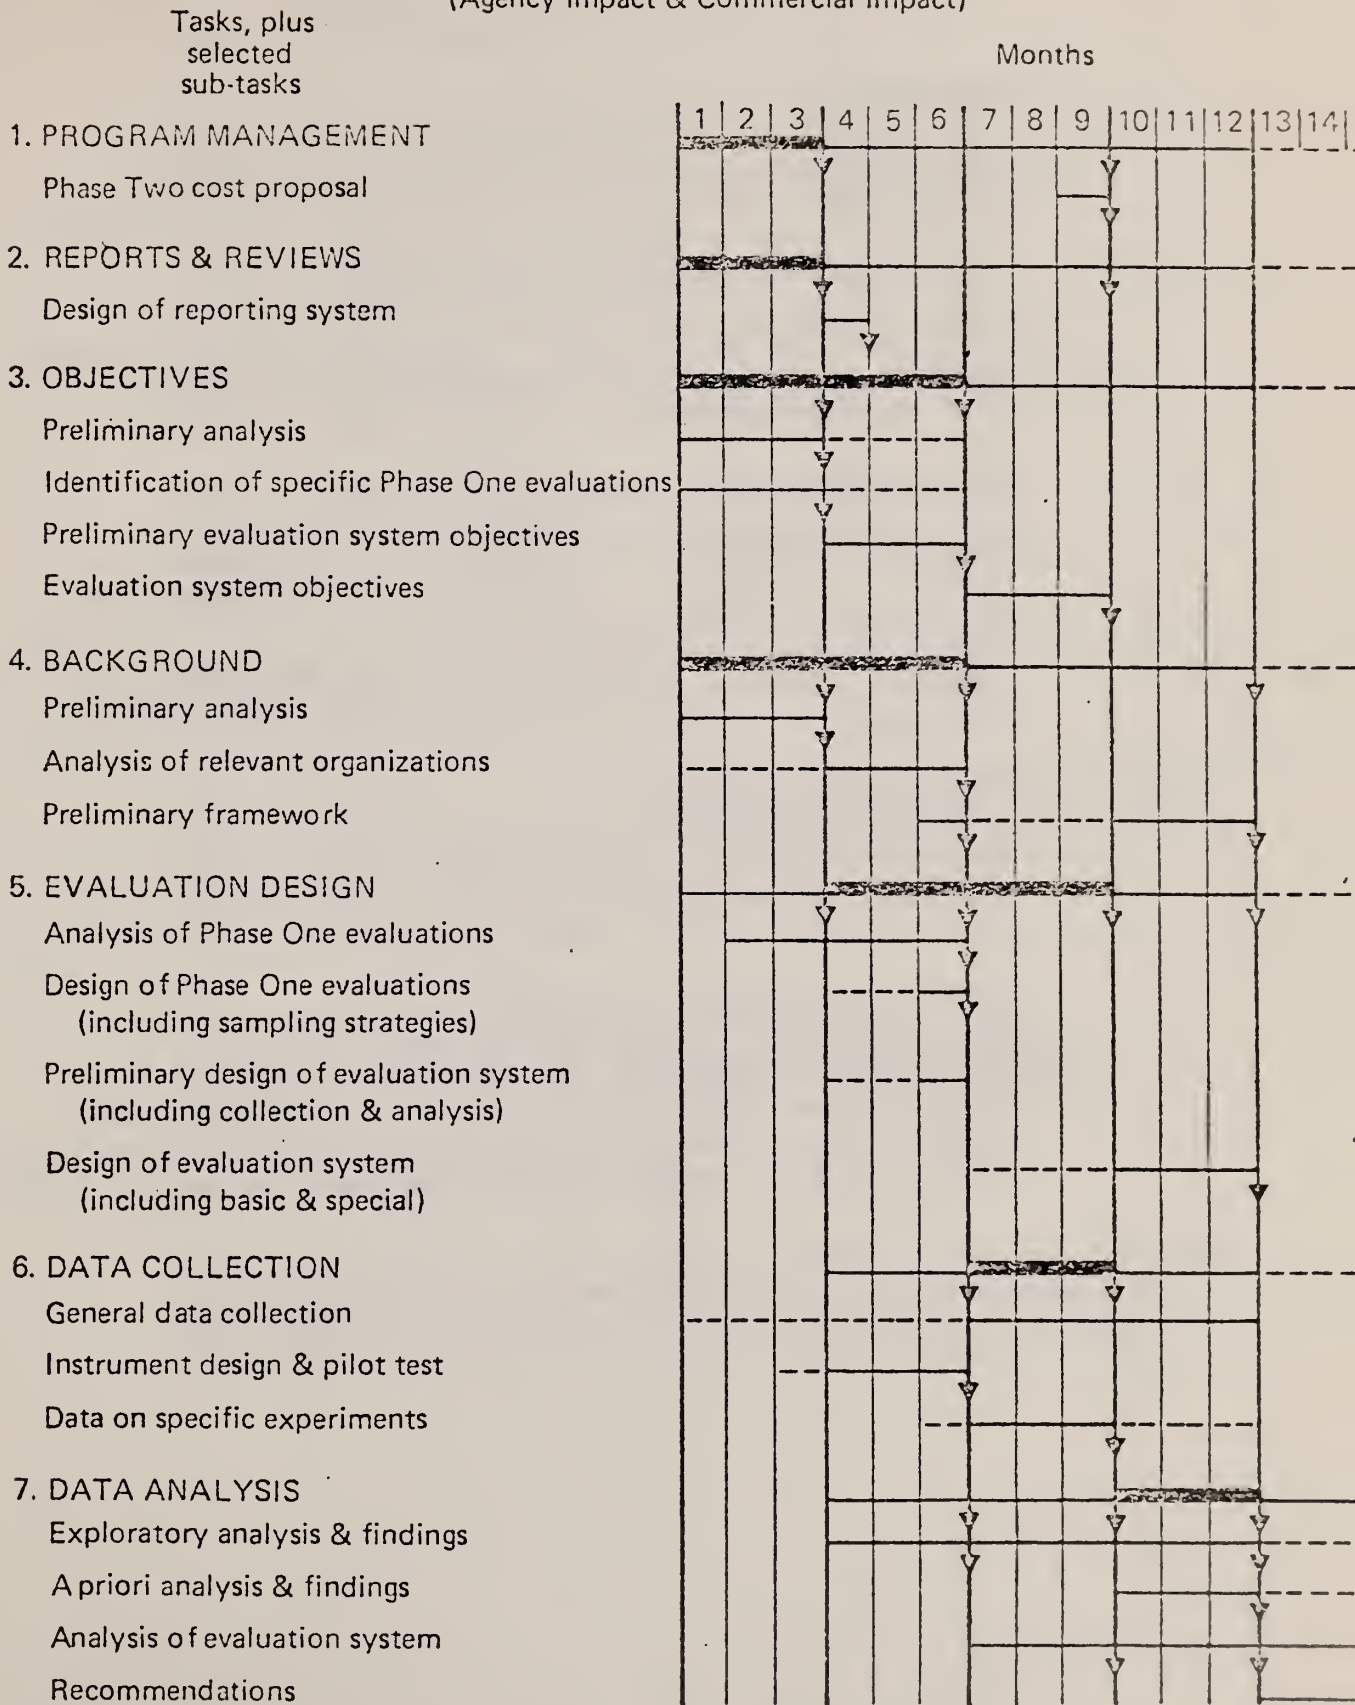 (Agency Impact & Commercial Impact)
Tasks, plus
selected
sub-tasks
Months
1 2 3 4 5 6 7 8 9 10 11 12 13 14
1. PROGRAM MANAGEMENT
Phase Two cost proposal
2. REPORTS & REVIEWS
Design of reporting system
3. OBJECTIVES
Preliminary analysis
Identification of specific Phase One evaluations
Preliminary evaluation system objectives
Evaluation system objectives
4. BACKGROUND
Preliminary analysis
Analysis of relevant organizations
Preliminary framework
5. EVALUATION DESIGN
Analysis of Phase One evaluations
Design of Phase One evaluations
(including sampling strategies)
Preliminary design of evaluation system
(including collection & analysis)
Design of evaluation system
(including basic & special)
6. DATA COLLECTION
General data collection
Instrument design & pilot test
Data on specific experiments
7. DATA ANALYSIS
Exploratory analysis & findings
A priori analysis & findings
Analysis of evaluation system
Recommendations